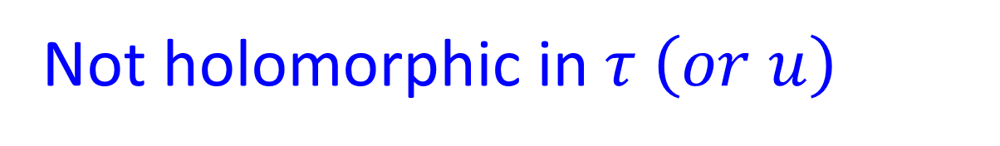 Not holomorphic in τ (or u)